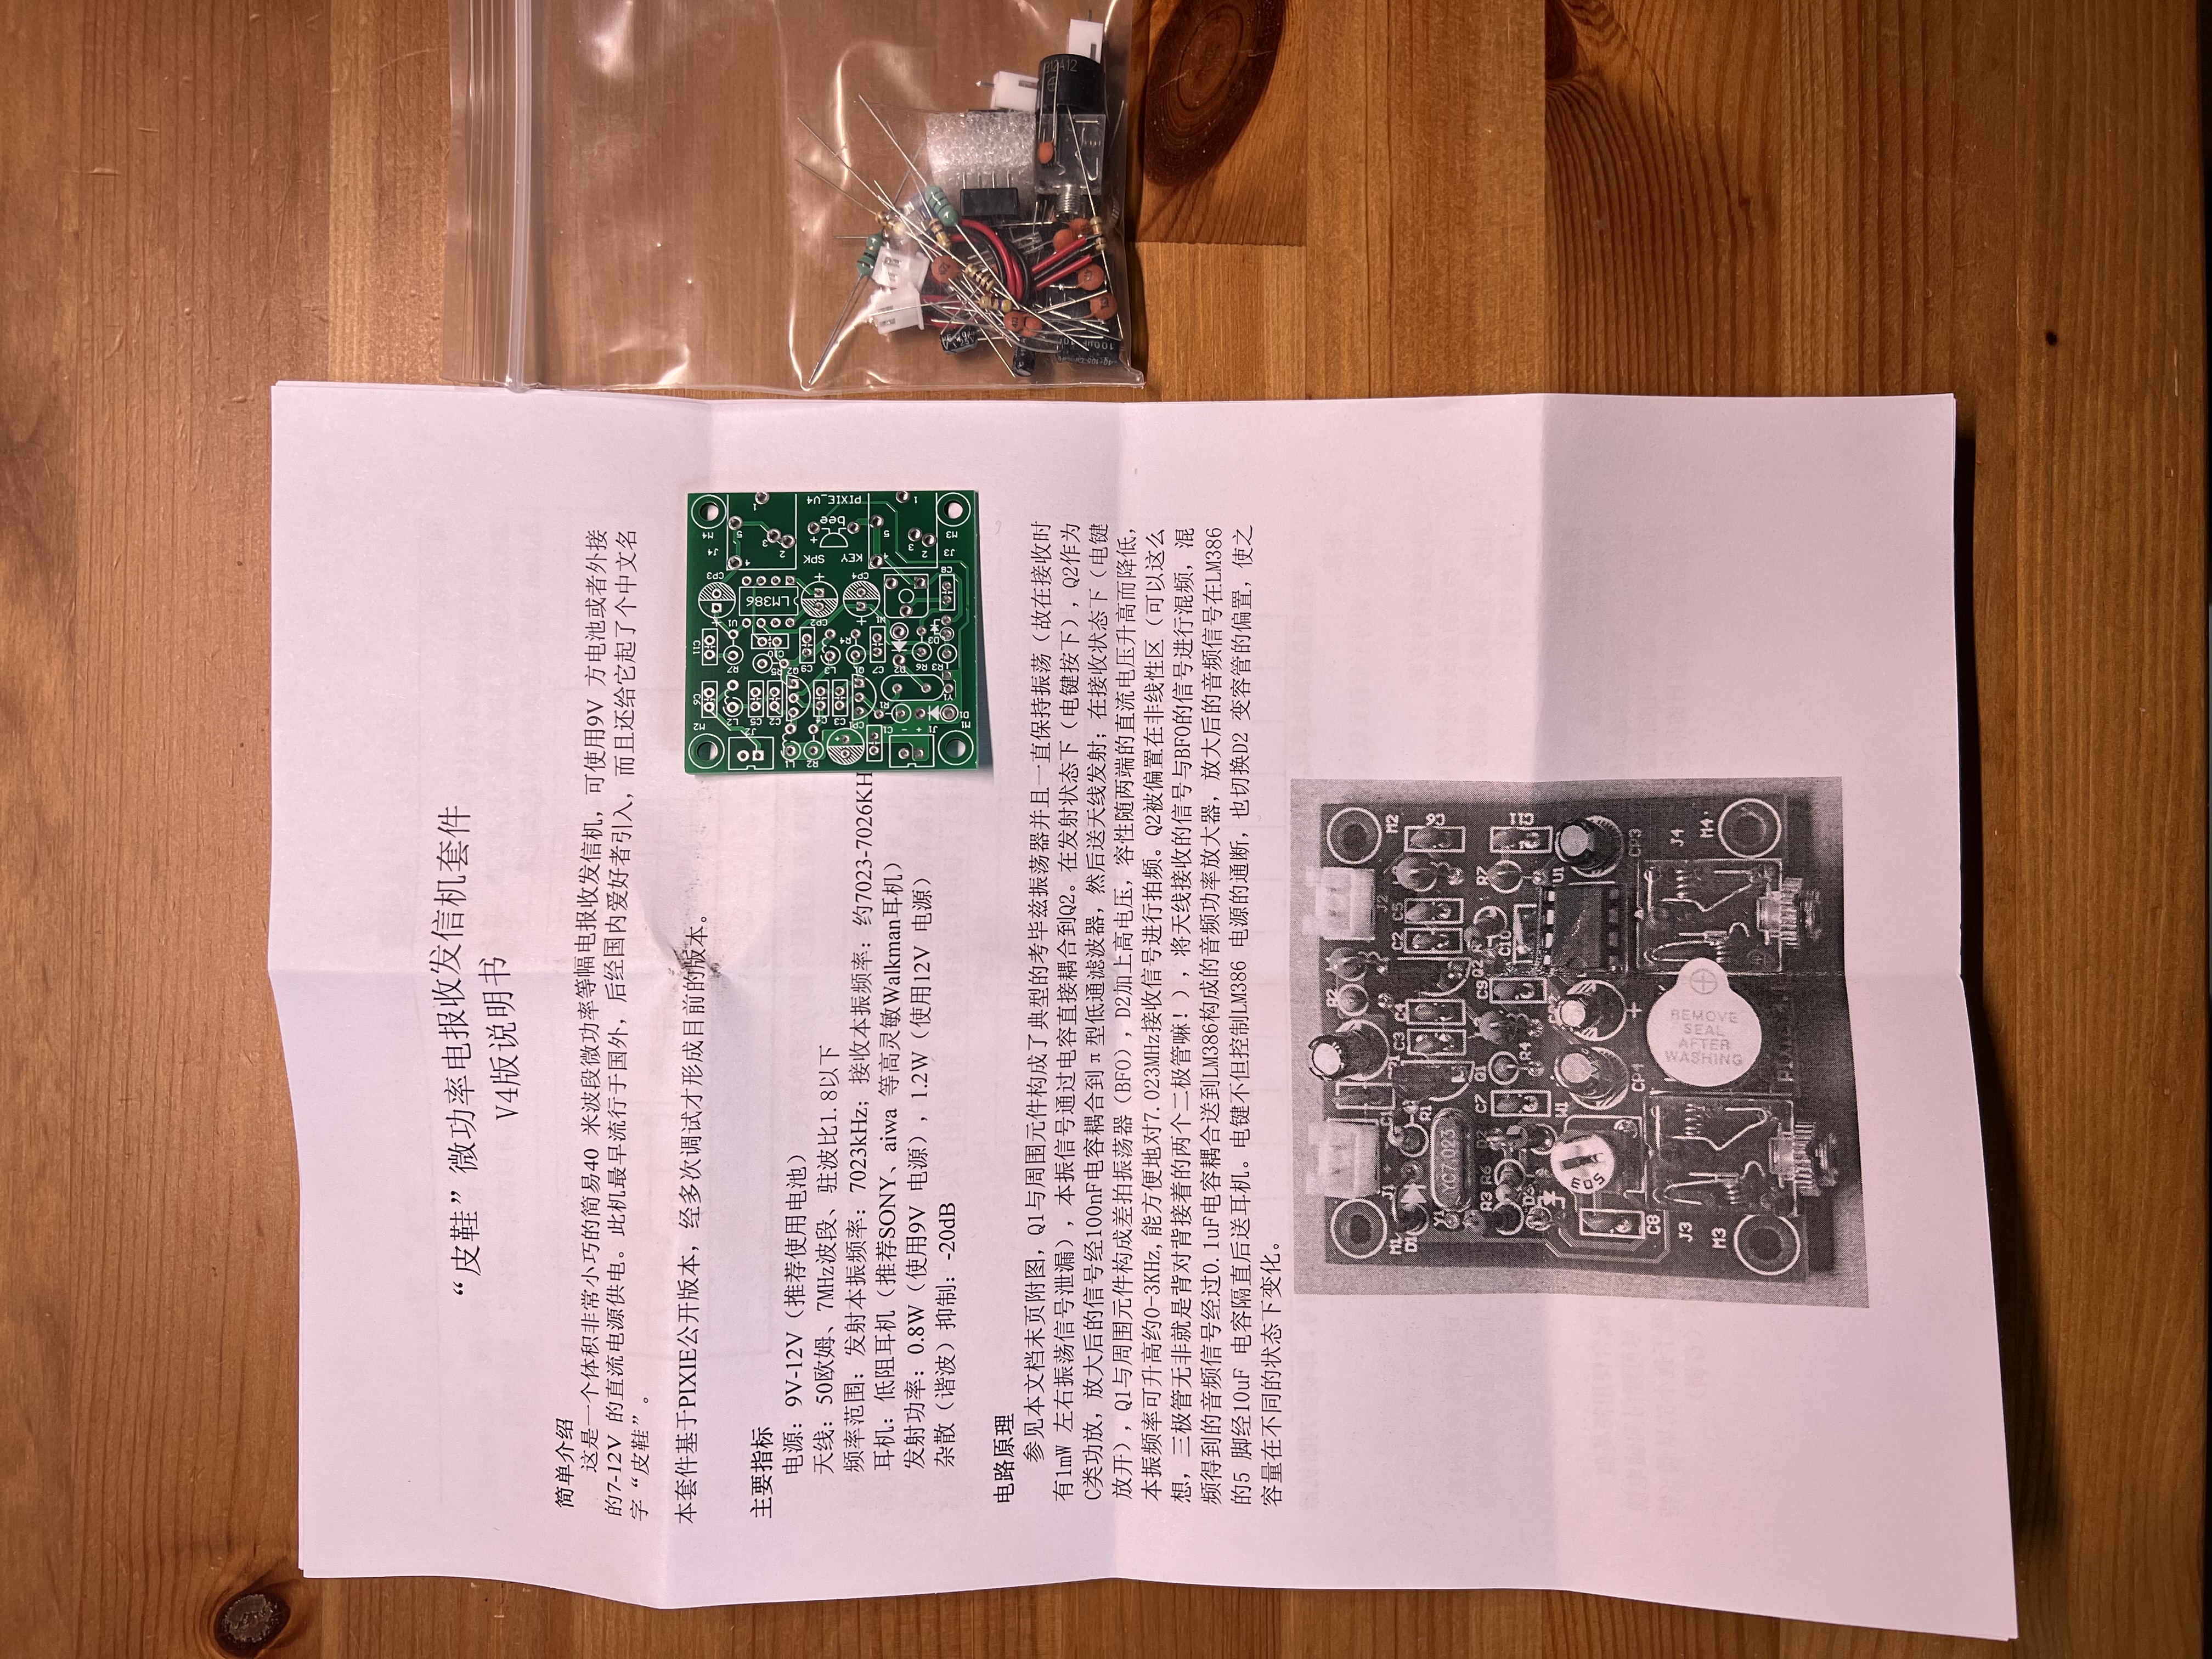 “皮鞋”微功率电报收发信机套件
V4版说明书
简单介绍
这是一个体积非常小巧的简易40 米波段微功率等幅电报收发信机，可使用9V 方电池或者外接
的7-12V 的直流电源供电。此机最早流行于国外，后经国内爱好者引入，而且还给它起了个中文名
字“皮鞋”。
本套件基于PIXIE公开版本，经多次调试才形成目前的版本。
主要指标
电源：9V-12V（推荐使用电池）
天线：50欧姆、7MHz波段、驻波比1.8以下
频率范围：发射本振频率：7023kHz；接收本振频率：约7023-7026KH
耳机：低阻耳机（推荐SONY、aiwa 等高灵敏Walkman耳机）
发射功率：0.8W（使用9V 电源），1.2W（使用12V 电源）
杂散（谐波）抑制：-20dB
电路原理
参见本文档末页附图，Q1与周围元件构成了典型的考毕兹振荡器并且一直保持振荡（故在接收时
有1mW 左右振荡信号泄漏），本振信号通过电容直接耦合到Q2。在发射状态下（电键按下），Q2作为
C类功放，放大后的信号经100nF电容耦合到π型低通滤波器，然后送天线发射；在接收状态下（电键
放开），Q1与周围元件构成差拍振荡器（BFO），D2加上高电压，容性随两端的直流电压升高而降低，
本振频率可升高约0-3KHz,能方便地对7.023MHz接收信号进行拍频。Q2被偏置在非线性区（可以这么
想，三极管无非就是背对背接着的两个二极管嘛！），将天线接收的信号与BFO的信号进行混频，混
频得到的音频信号经过0.1uF电容耦合送到LM386构成的音频功率放大器，放大后的音频信号在LM386
的5 脚经10uF 电容隔直后送耳机。电键不但控制LM386 电源的通断，也切换D2 变容管的偏置，使之
容量在不同的状态下变化。
M2 C6 C11 CP3 J4 M4
J2 L2 R7 U1
C5 C2 LM386
L1 R2 C9 CP2 SPK
C4 C3 L3 bee
CP1 Q1 R4 CP4 KEY PIXIE_V4
C1 R1 C7 W1
J1 D2 R6
M1 D1 Y1 R3 D3 C8 J3 M3
J1 C1 R2 J2
M1 M2
D1 R1 C3 C4 C2 C5 C6
Y1 YC7.023
R3 R6 D2 C7 Q1 C9 Q2 R7
D3 R4 C10 C11
W1 U1
503
C8 CP4 CP3
J3 J4
REMOVE
SEAL
AFTER
WASHING
M3 M4